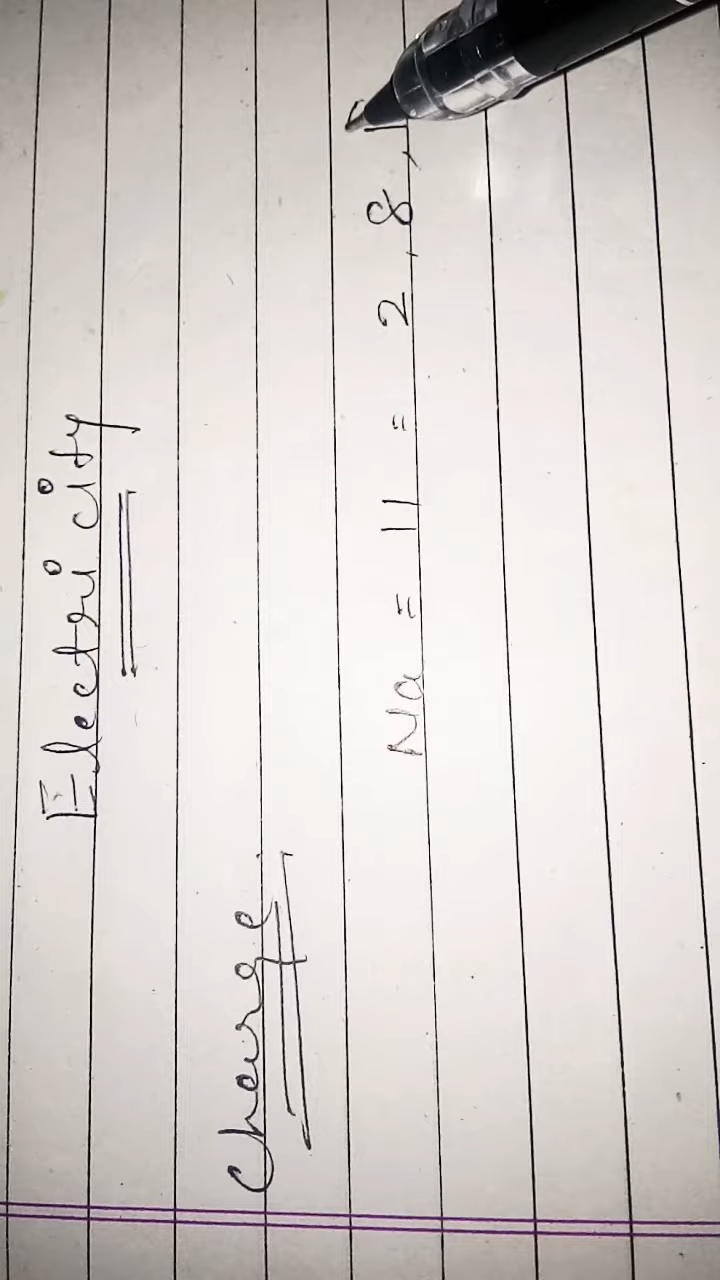 Electricity
Charge
Na = 11 = 2, 8, 1